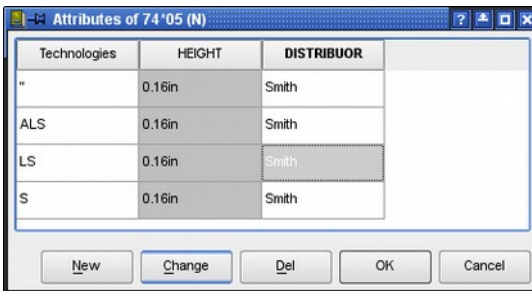 Attributes of 74*05 (N)
Technologies HEIGHT DISTRIBUOR
" 0.16in Smith
ALS 0.16in Smith
LS 0.16in Smith
S 0.16in Smith
New Change Del OK Cancel